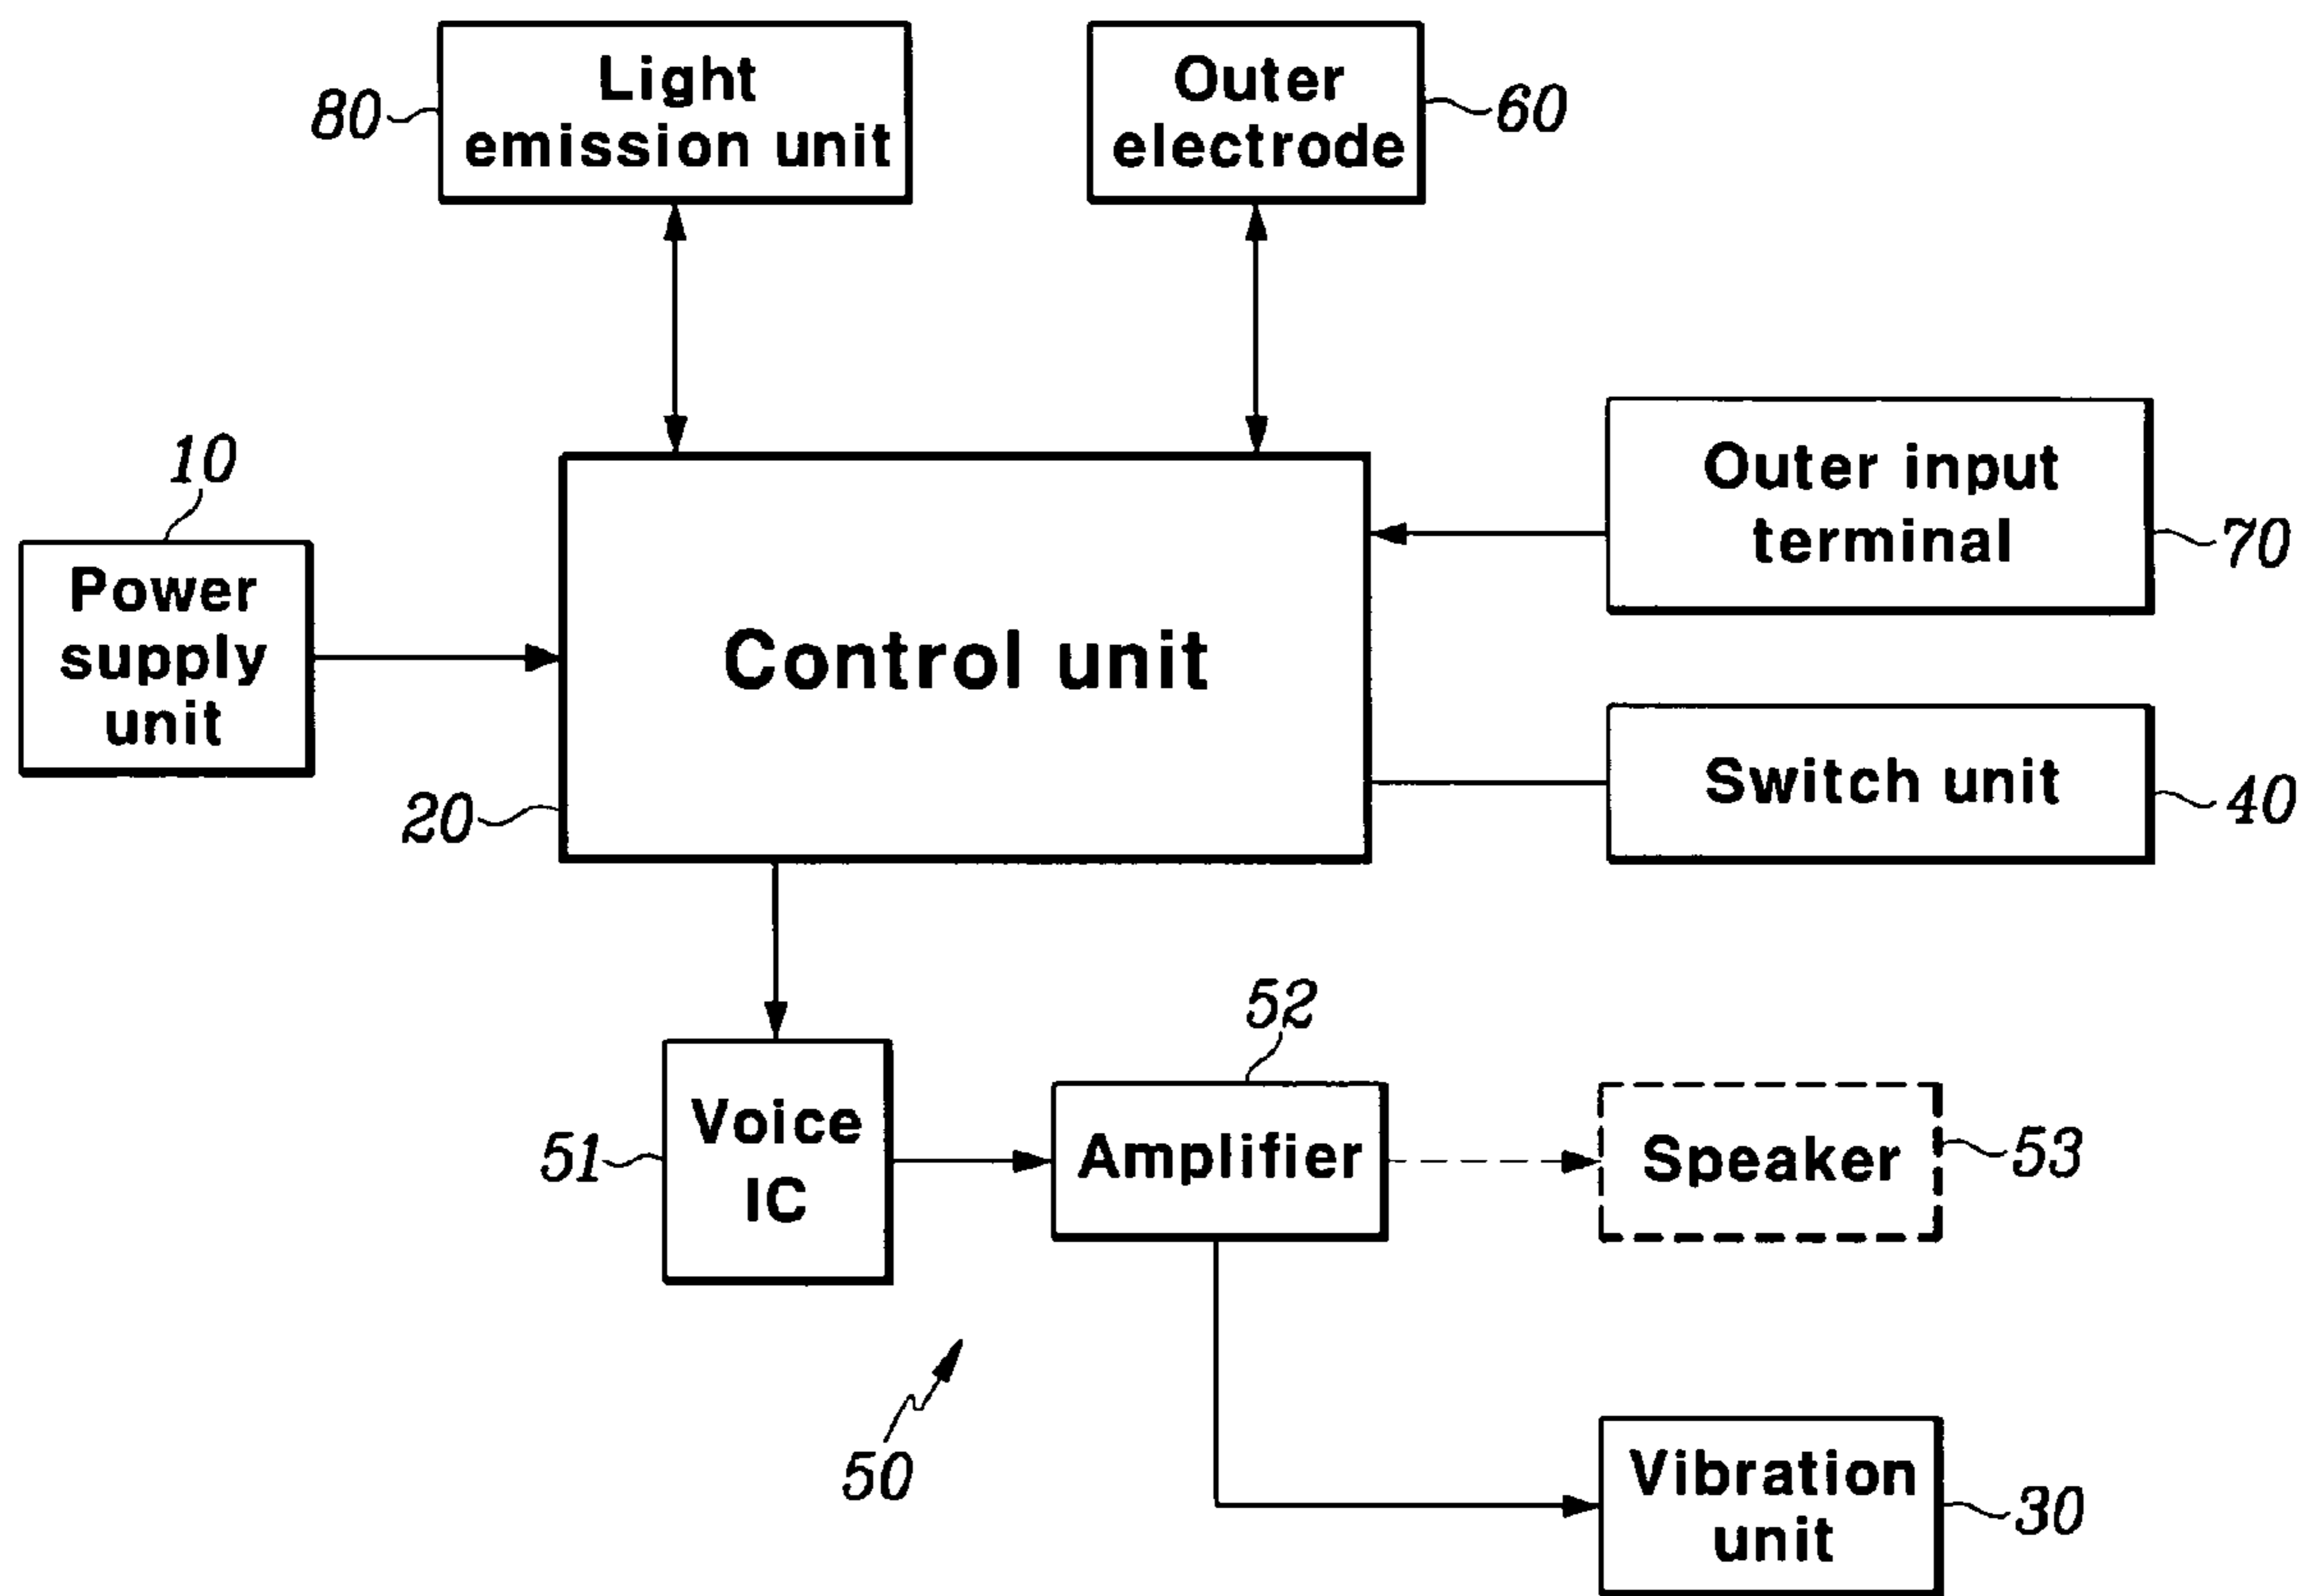 80
Light
emission unit
Outer
electrode
60
10
Power
supply
unit
Outer input
terminal
70
Control unit
20
Switch unit
40
51
Voice
IC
52
Amplifier
Speaker
53
50
Vibration
unit
30